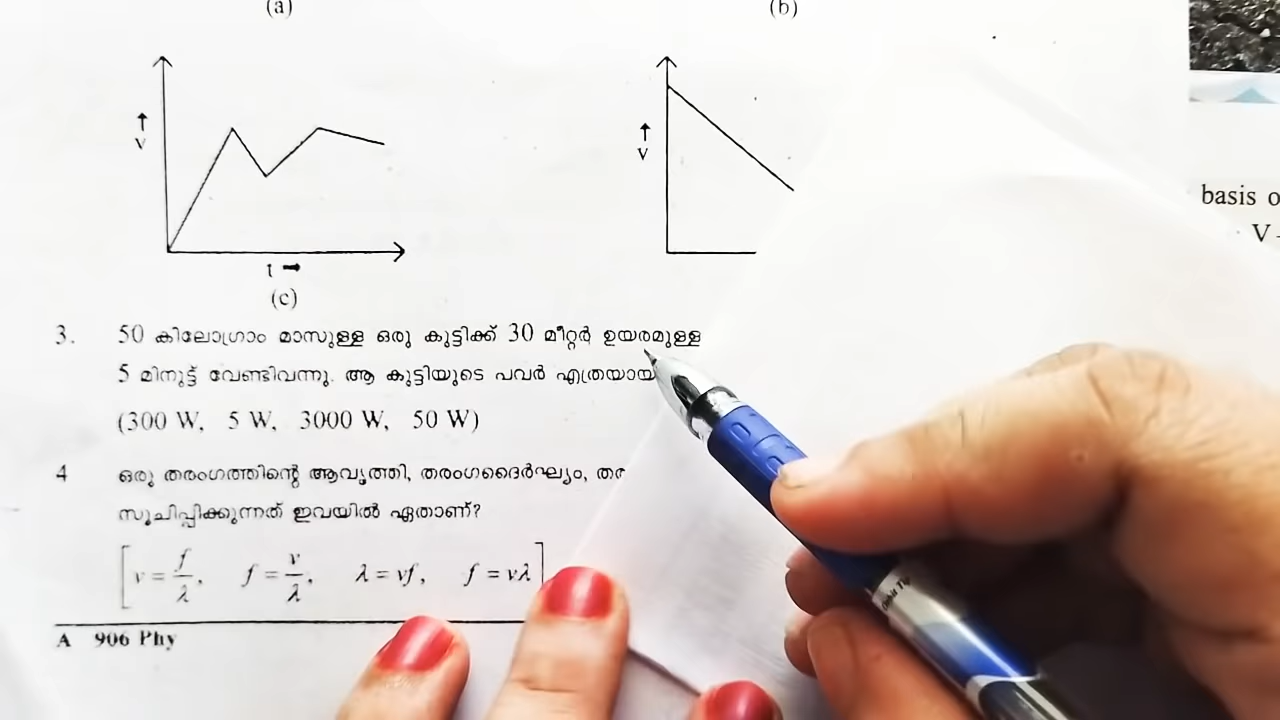 (a) (b)
↑ ↑
V V
t →
(c)
3. 50 കിലോഗ്രാം മാസുള്ള ഒരു കുട്ടിക്ക് 30 മീറ്റർ ഉയരമുള്ള
5 മിനുട്ട് വേണ്ടിവന്നു. ആ കുട്ടിയുടെ പവർ എത്രയായ
(300 W, 5 W, 3000 W, 50 W)
4 ഒരു തരംഗത്തിന്റെ ആവൃത്തി, തരംഗദൈർഘ്യം, തര
സൂചിപ്പിക്കുന്നത് ഇവയിൽ ഏതാണ്?
[v = f/λ, f = v/λ, λ = vf, f = vλ]
A 906 Phy
basis o
V